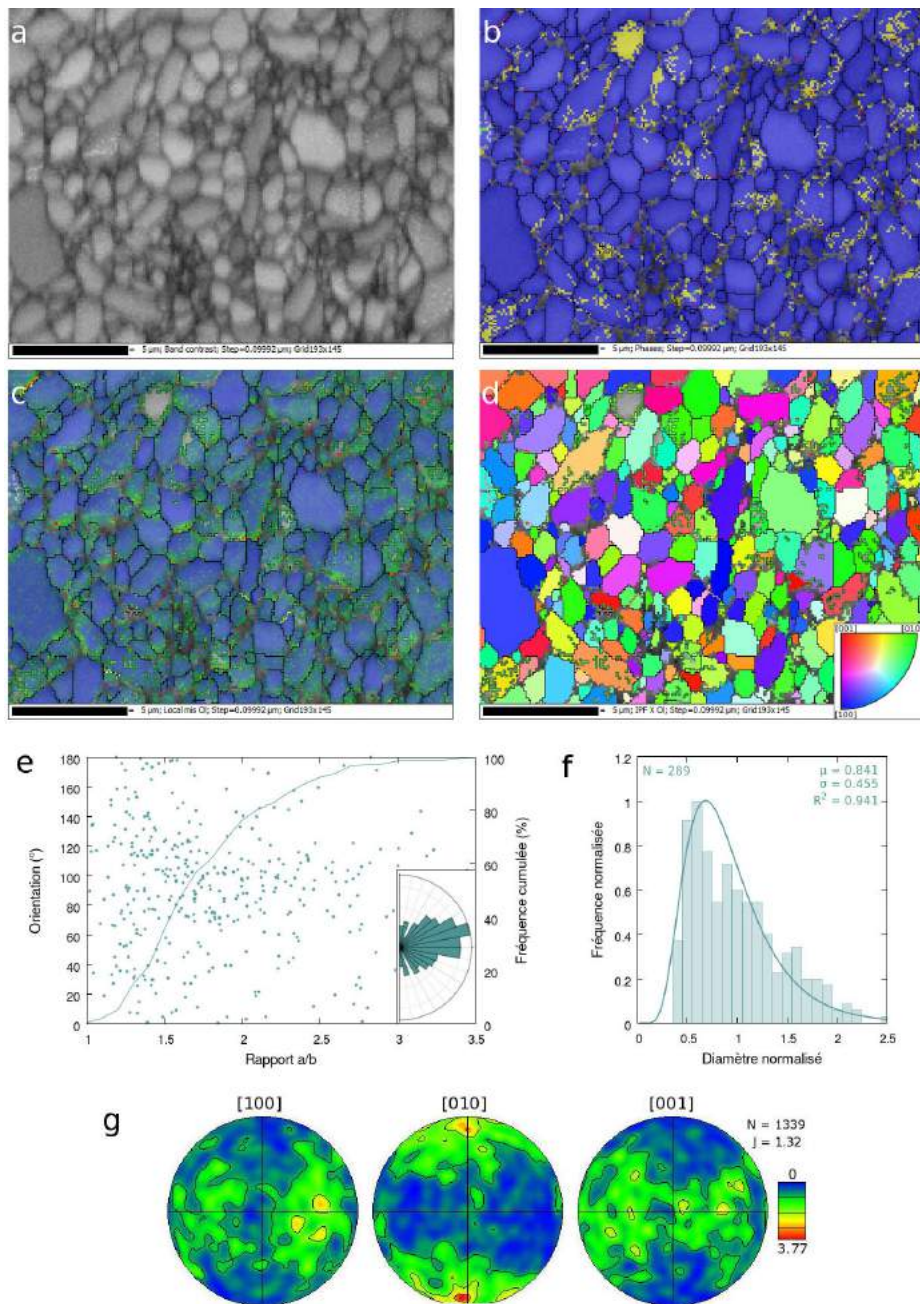 a
b
5 µm; Band contrast; Step=0.09992 µm; Grid193x145
5 µm; Phases; Step=0.09992 µm; Grid193x145
c
d
[001]
[010]
[100]
5 µm; Local mis Ol; Step=0.09992 µm; Grid193x145
5 µm; IPF X Ol; Step=0.09992 µm; Grid193x145
e
180
160
140
120
100
80
60
40
20
0
Orientation (°)
1
1.5
2
2.5
3
3.5
Rapport a/b
100
80
60
40
20
0
Fréquence cumulée (%)
f
N = 289
µ = 0.841
σ = 0.455
R² = 0.941
1.2
1
0.8
0.6
0.4
0.2
0
Fréquence normalisée
0
0.5
1
1.5
2
2.5
Diamètre normalisé
g
[100]
[010]
[001]
N = 1339
J = 1.32
0
3.77